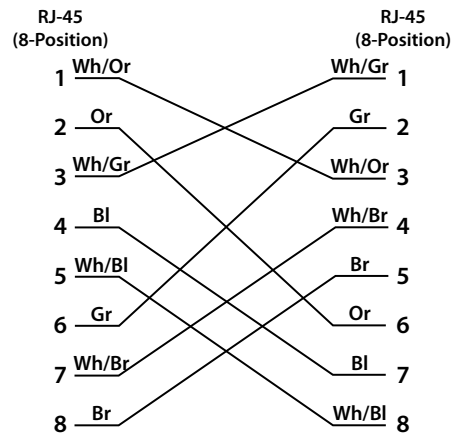 RJ-45 RJ-45
(8-Position) (8-Position)
1 Wh/Or Wh/Gr 1
2 Or Gr 2
3 Wh/Gr Wh/Or 3
4 Bl Wh/Br 4
5 Wh/Bl Br 5
6 Gr Or 6
7 Wh/Br Bl 7
8 Br Wh/Bl 8